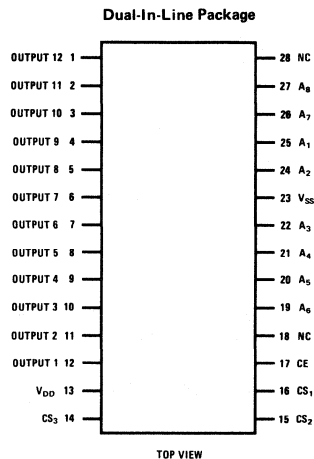 Dual-In-Line Package
OUTPUT 12 1
28 NC
OUTPUT 11 2
27 A₈
OUTPUT 10 3
26 A₇
OUTPUT 9 4
25 A₁
OUTPUT 8 5
24 A₂
OUTPUT 7 6
23 VSS
OUTPUT 6 7
22 A₃
OUTPUT 5 8
21 A₄
OUTPUT 4 9
20 A₅
OUTPUT 3 10
19 A₆
OUTPUT 2 11
18 NC
OUTPUT 1 12
17 CE
VDD 13
16 CS₁
CS₃ 14
15 CS₂
TOP VIEW